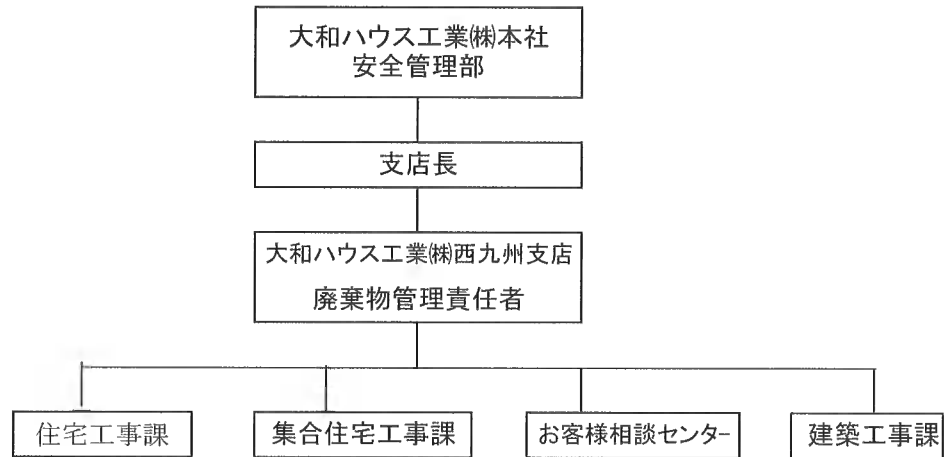 大和ハウス工業㈱本社
安全管理部
支店長
大和ハウス工業㈱西九州支店
廃棄物管理責任者
住宅工事課
集合住宅工事課
お客様相談センター
建築工事課